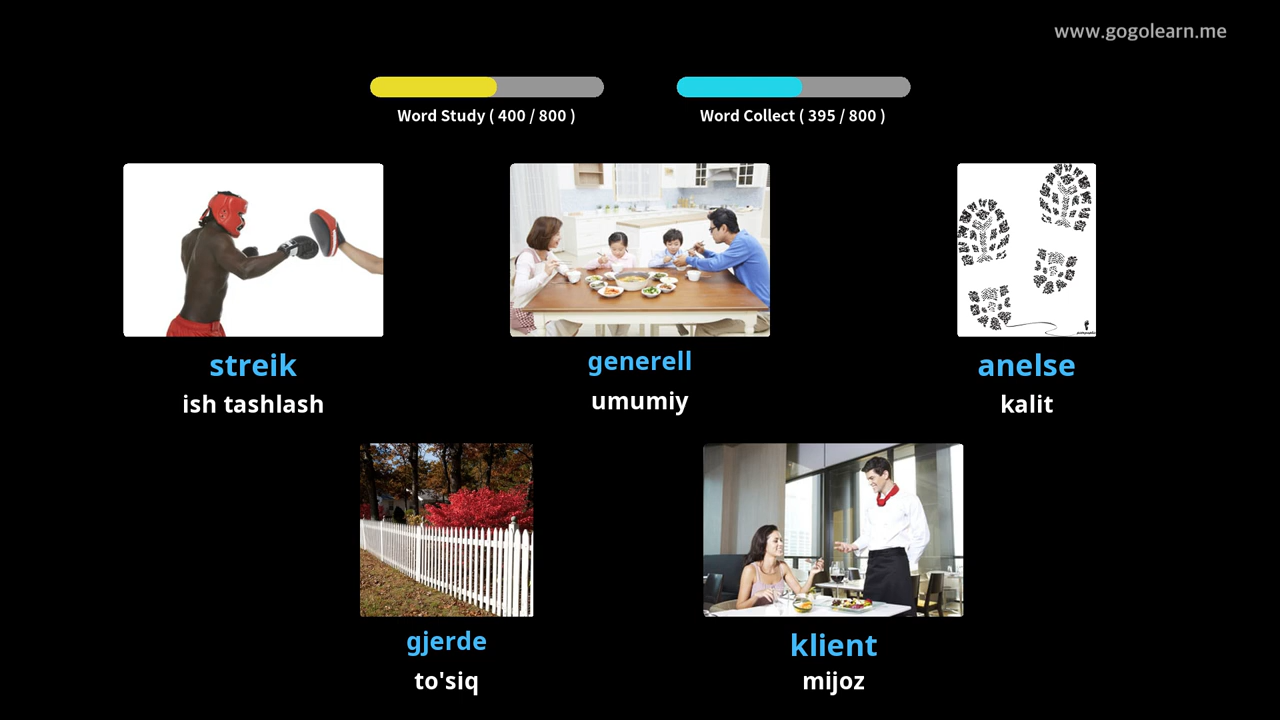 www.gogolearn.me
Word Study ( 400 / 800 )
Word Collect ( 395 / 800 )
streik
ish tashlash
generell
umumiy
anelse
kalit
gjerde
to'siq
klient
mijoz